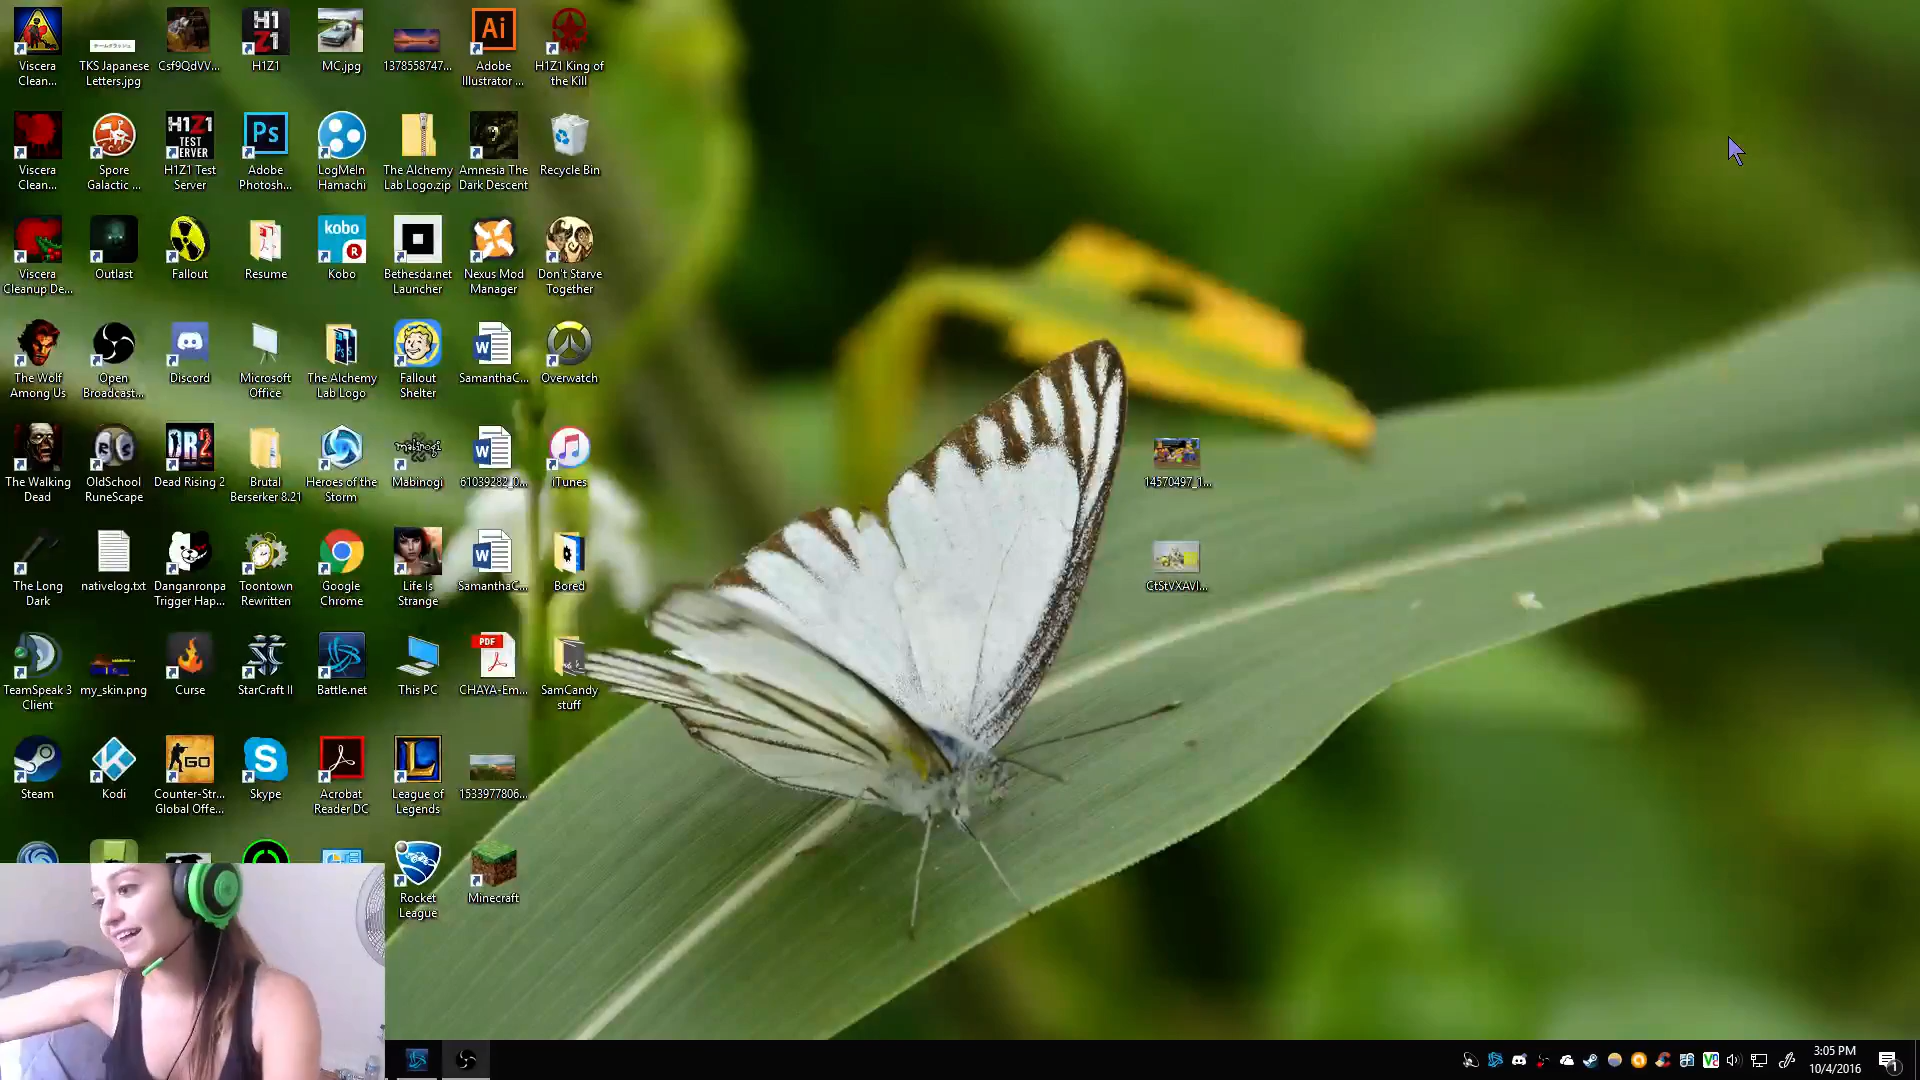 Viscera
Clean...
TKS Japanese
Letters.jpg
Csf9QdVV...
H1Z1
MC.jpg
1378558747...
Adobe
Illustrator ...
H1Z1 King of
the Kill
Viscera
Clean...
Spore
Galactic ...
H1Z1 Test
Server
Adobe
Photosh...
LogMeIn
Hamachi
The Alchemy
Lab Logo.zip
Amnesia The
Dark Descent
Recycle Bin
Viscera
Cleanup De...
Outlast
Fallout
Resume
Kobo
Bethesda.net
Launcher
Nexus Mod
Manager
Don't Starve
Together
The Wolf
Among Us
Open
Broadcast...
Discord
Microsoft
Office
The Alchemy
Lab Logo
Fallout
Shelter
SamanthaC...
Overwatch
The Walking
Dead
OldSchool
RuneScape
Dead Rising 2
Brutal
Berserker 8.21
Heroes of the
Storm
Mabinogi
61039282_0...
iTunes
14570497_1...
The Long
Dark
nativelog.txt
Danganronpa
Trigger Hap...
Toontown
Rewritten
Google
Chrome
Life Is
Strange
SamanthaC...
Bored
CtStVXAVI...
TeamSpeak 3
Client
my_skin.png
Curse
StarCraft II
Battle.net
This PC
CHAYA-Em...
SamCandy
stuff
Steam
Kodi
Counter-Str...
Global Offe...
Skype
Acrobat
Reader DC
League of
Legends
1533977806...
Rocket
League
Minecraft
3:05 PM
10/4/2016